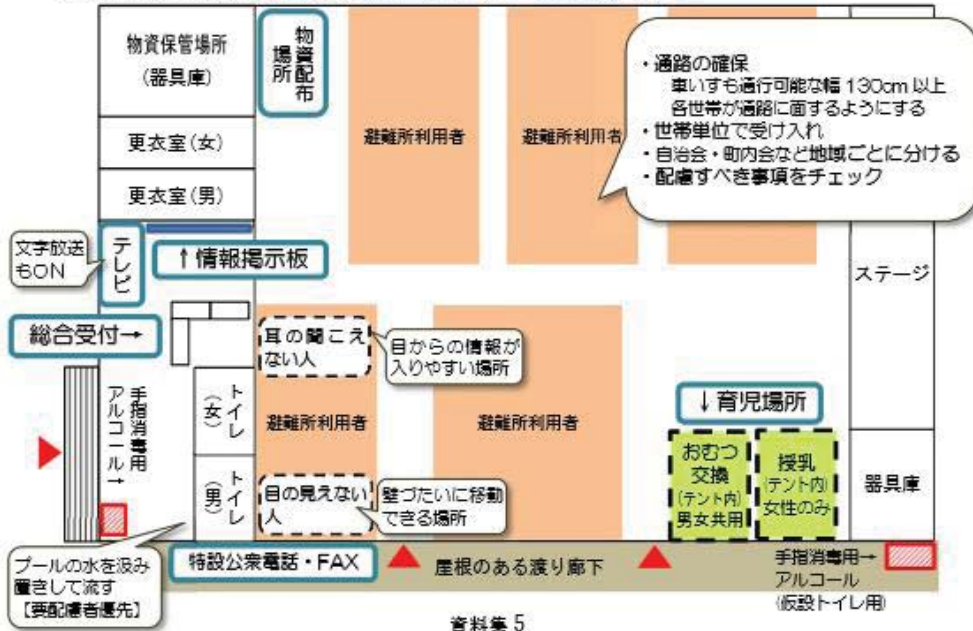 物資保管場所
(器具庫)
物資配布
場所
更衣室(女)
更衣室(男)
避難所利用者
避難所利用者
・通路の確保
車いすも通行可能な幅 130cm 以上
各世帯が通路に面するようにする
・世帯単位で受け入れ
・自治会・町内会など地域ごとに分ける
・配慮すべき事項をチェック
文字放送
もON
テレビ
↑情報掲示板
ステージ
総合受付→
耳の聞こえ
ない人
目からの情報が
入りやすい場所
手指消毒用
アルコール→
トイレ
(女)
避難所利用者
避難所利用者
↓育児場所
おむつ
交換
(テント内)
男女共用
授乳
(テント内)
女性のみ
器具庫
トイレ
(男)
目の見えない
人
壁づたいに移動
できる場所
プールの水を汲み
置きして流す
【要配慮者優先】
特設公衆電話・FAX
屋根のある渡り廊下
手指消毒用→
アルコール
(仮設トイレ用)
資料集 5